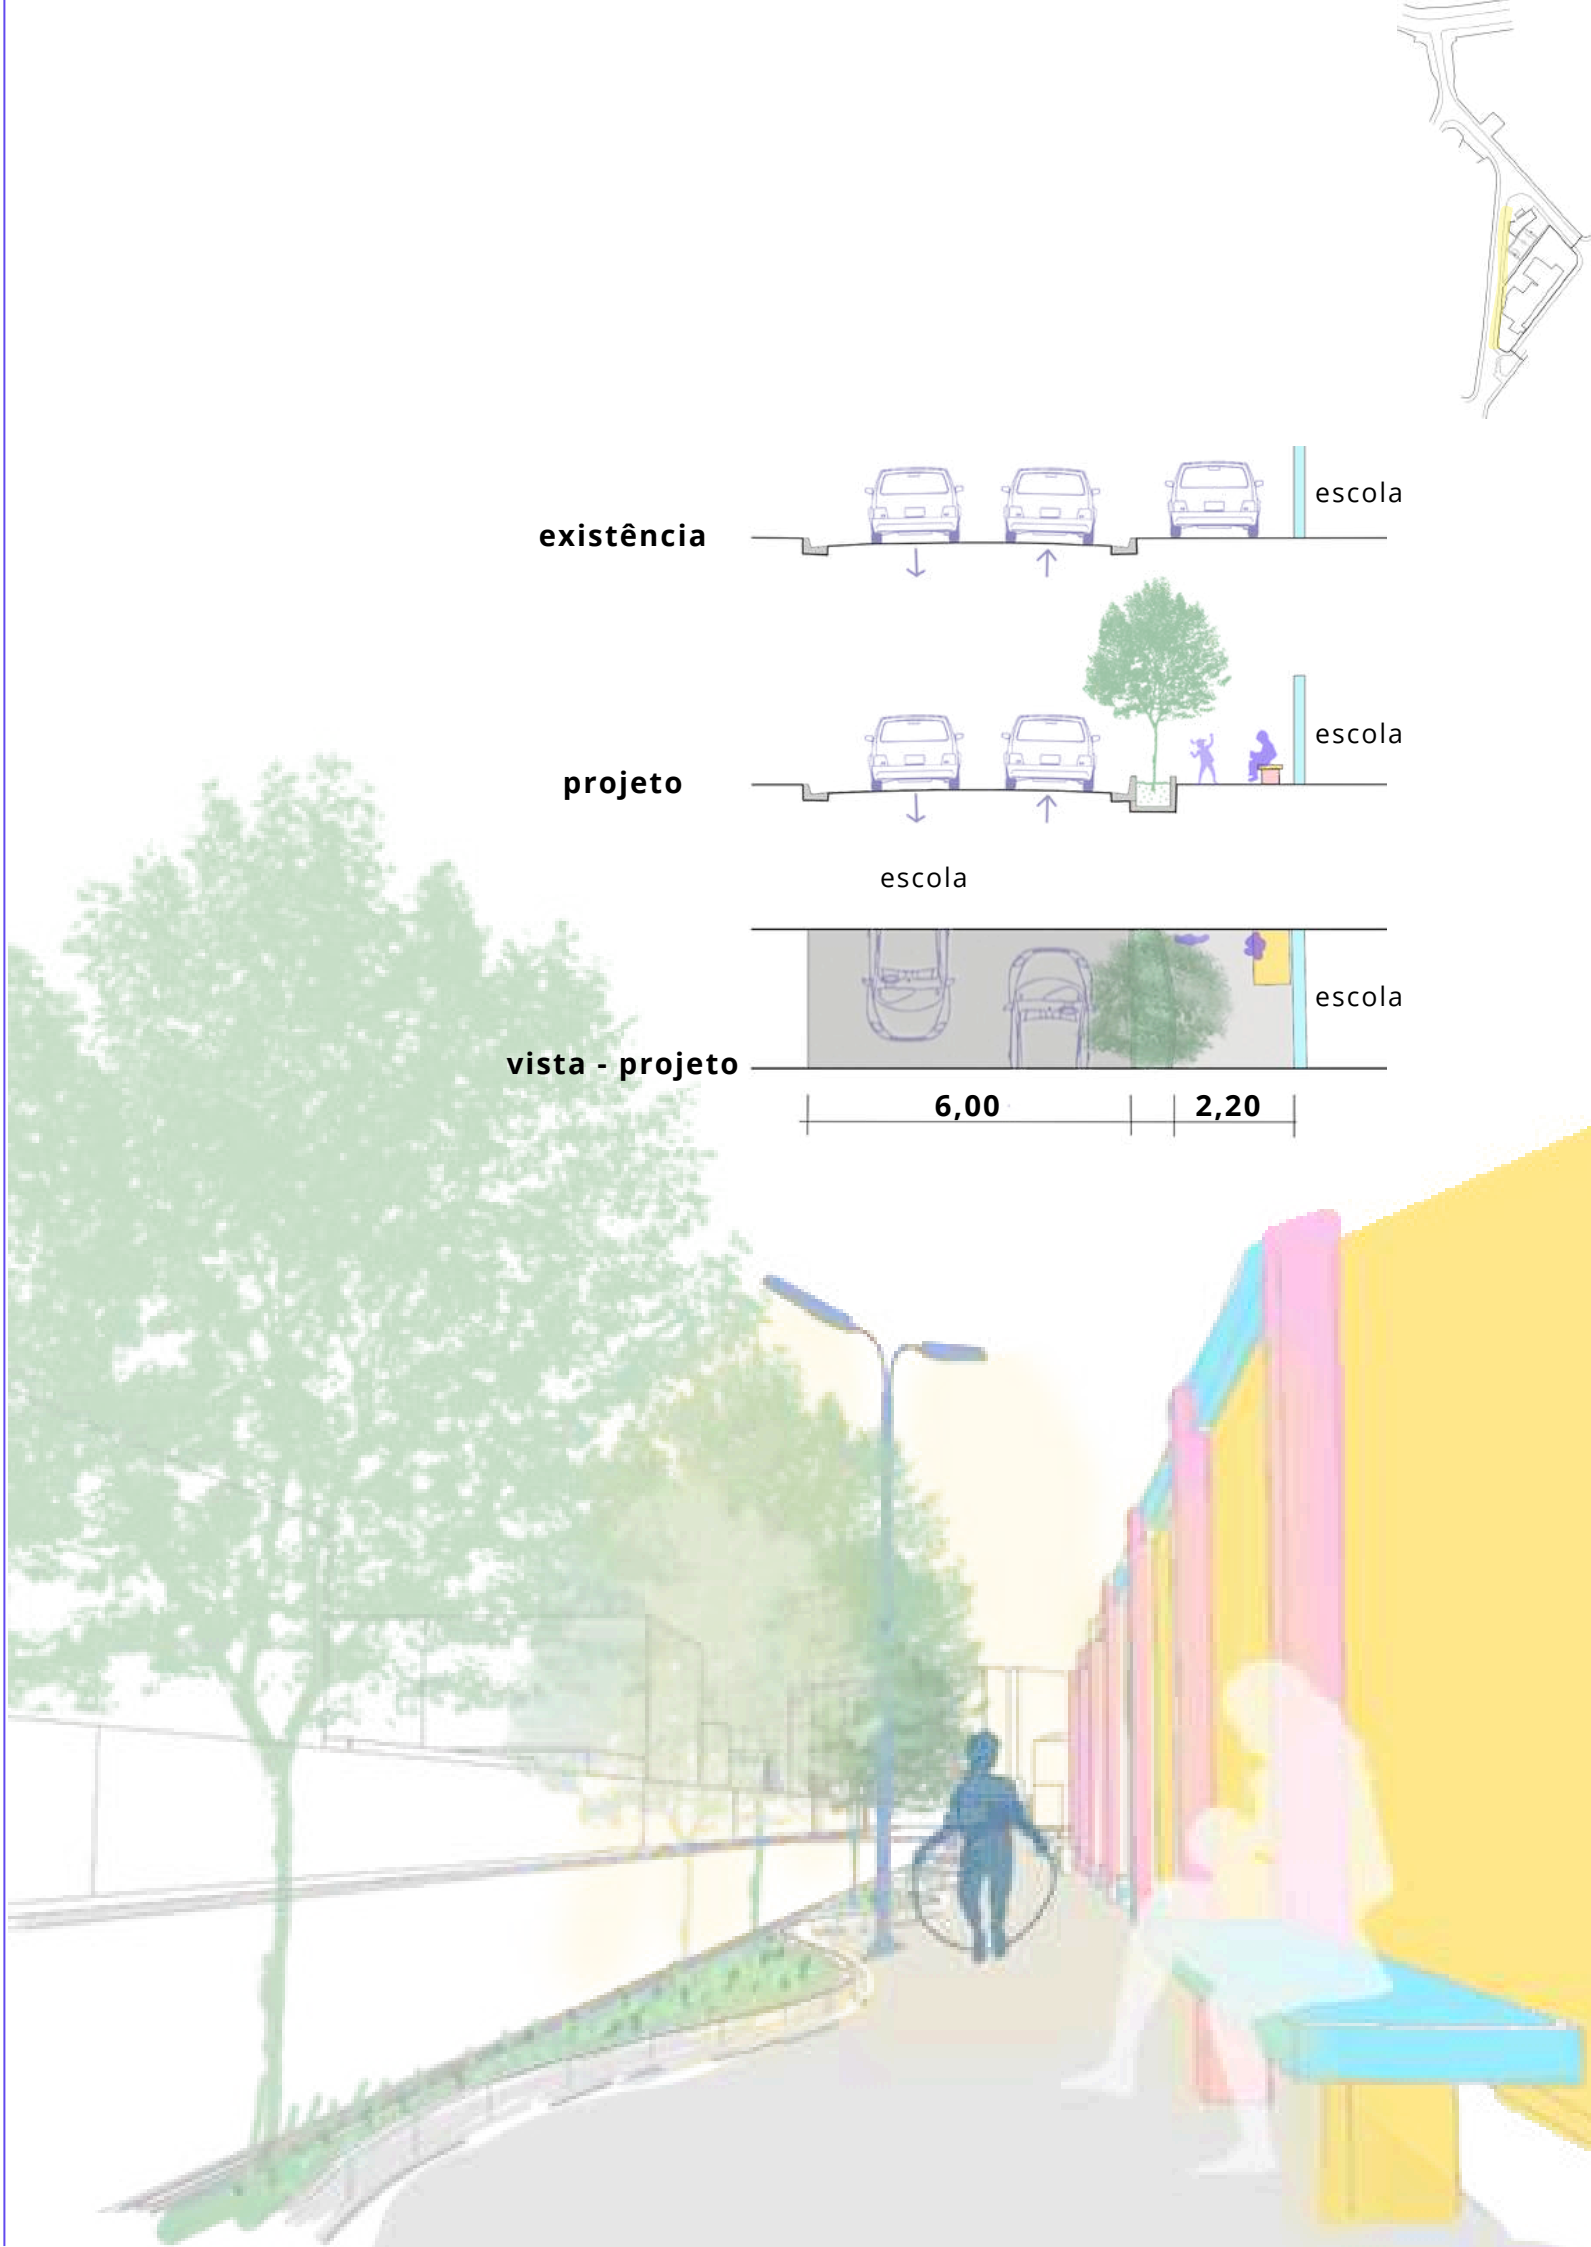 escola
existência
escola
projeto
escola
escola
vista - projeto
6,00
2,20